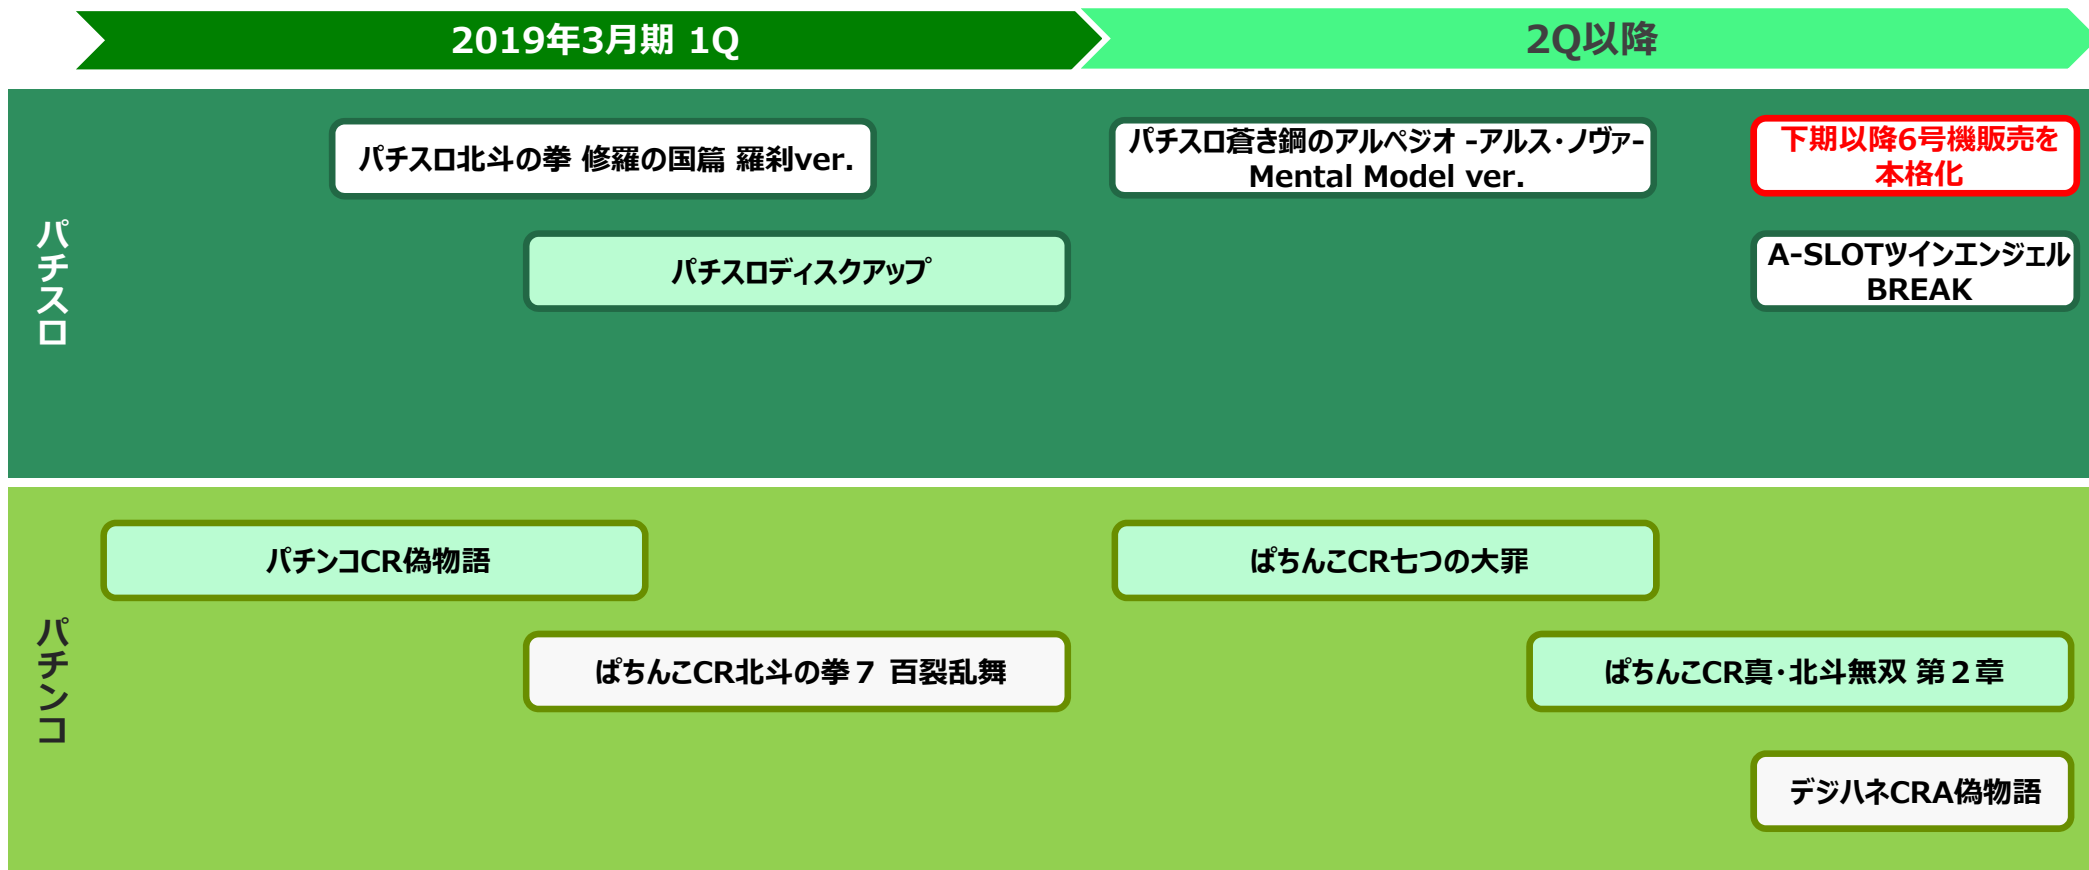 2019年3月期 1Q
2Q以降
パチスロ
パチスロ北斗の拳 修羅の国篇 羅刹ver.
パチスロ蒼き鋼のアルペジオ -アルス・ノヴァ-
Mental Model ver.
下期以降6号機販売を
本格化
パチスロディスクアップ
A-SLOTツインエンジェル
BREAK
パチンコ
パチンコCR偽物語
ぱちんこCR七つの大罪
ぱちんこCR北斗の拳７ 百裂乱舞
ぱちんこCR真・北斗無双 第２章
デジハネCRA偽物語